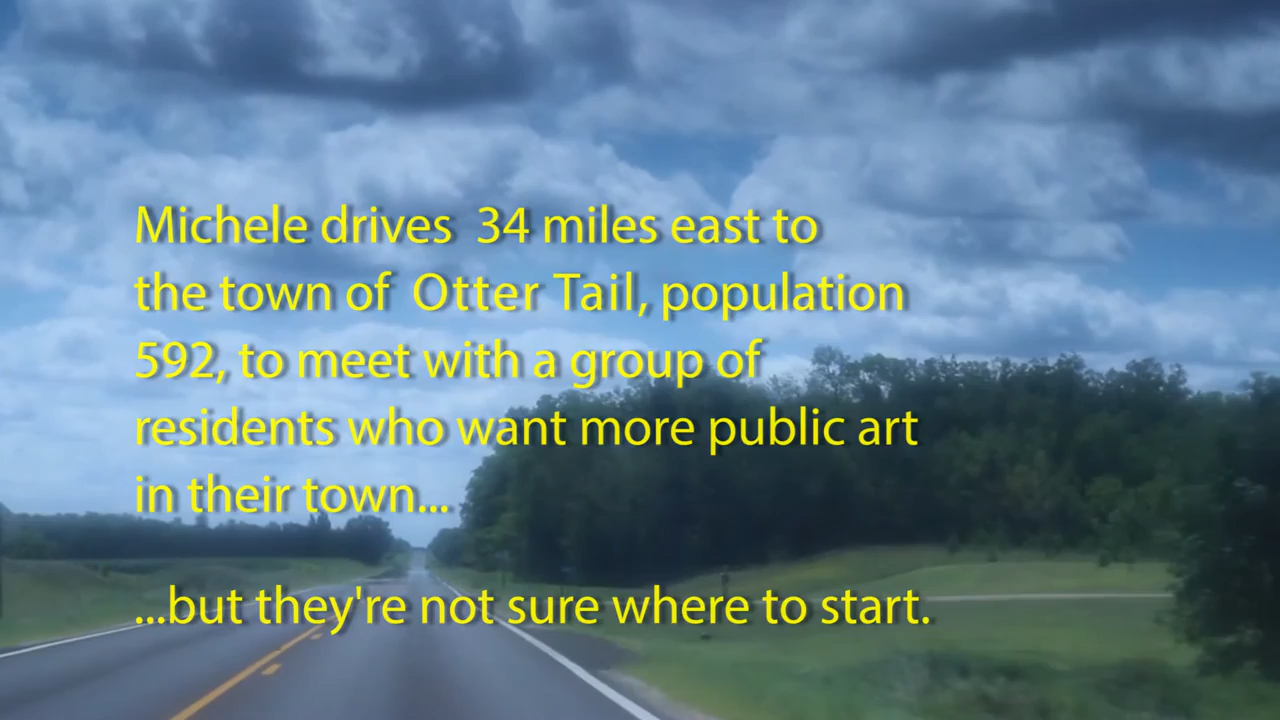 Michele drives  34 miles east to
the town of  Otter Tail, population
592, to meet with a group of
residents who want more public art
in their town...
...but they're not sure where to start.